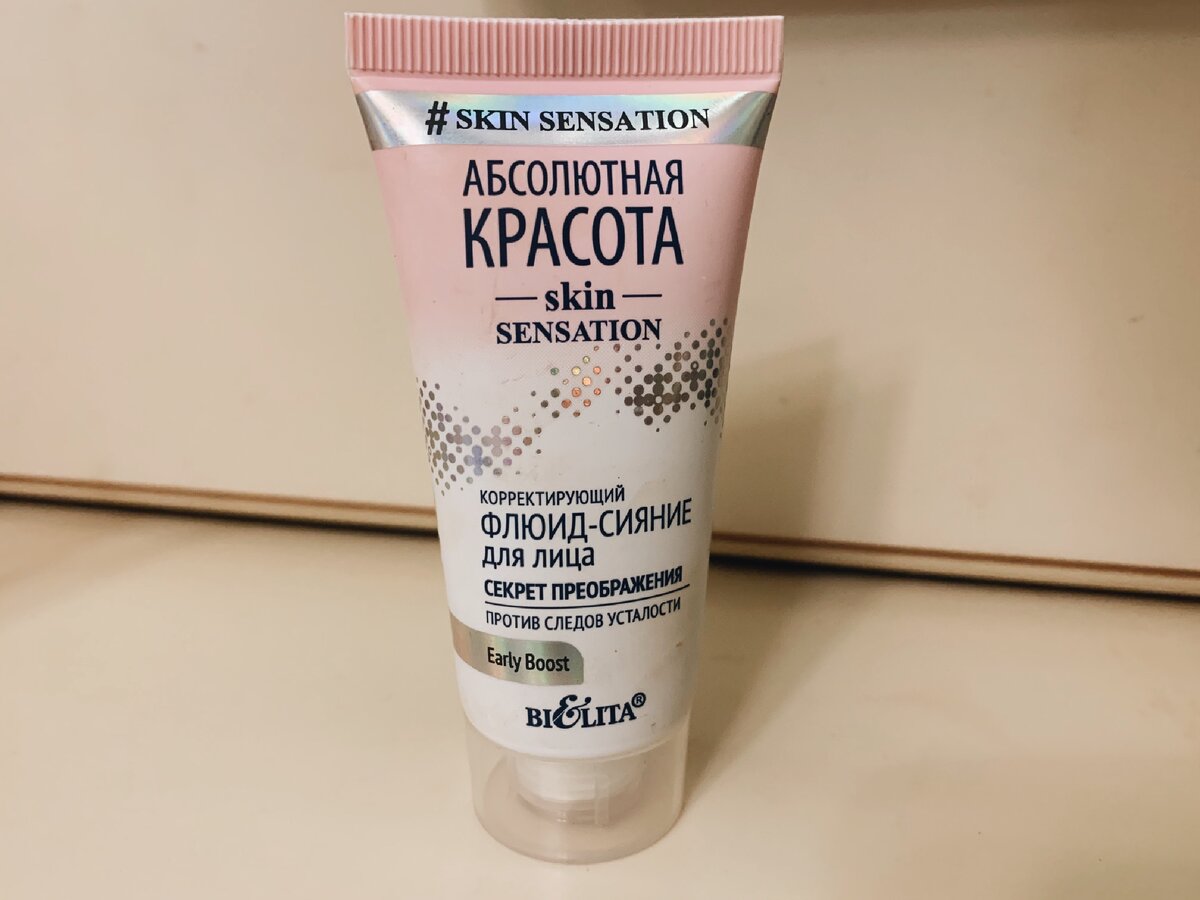 # SKIN SENSATION
АБСОЛЮТНАЯ
КРАСОТА
— skin —
SENSATION
КОРРЕКТИРУЮЩИЙ
ФЛЮИД-СИЯНИЕ
для лица
СЕКРЕТ ПРЕОБРАЖЕНИЯ
ПРОТИВ СЛЕДОВ УСТАЛОСТИ
Early Boost
BI&LITA®